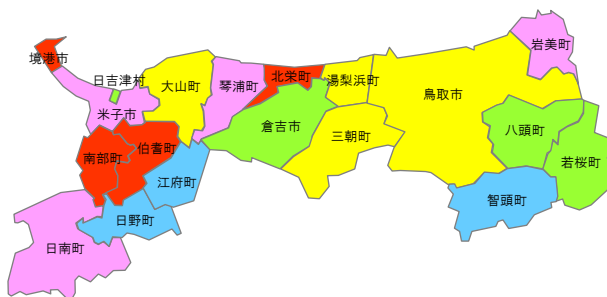 岩美町
境港市
日吉津村
大山町
琴浦町
北栄町
湯梨浜町
鳥取市
米子市
倉吉市
三朝町
八頭町
南部町
伯耆町
若桜町
江府町
智頭町
日野町
日南町